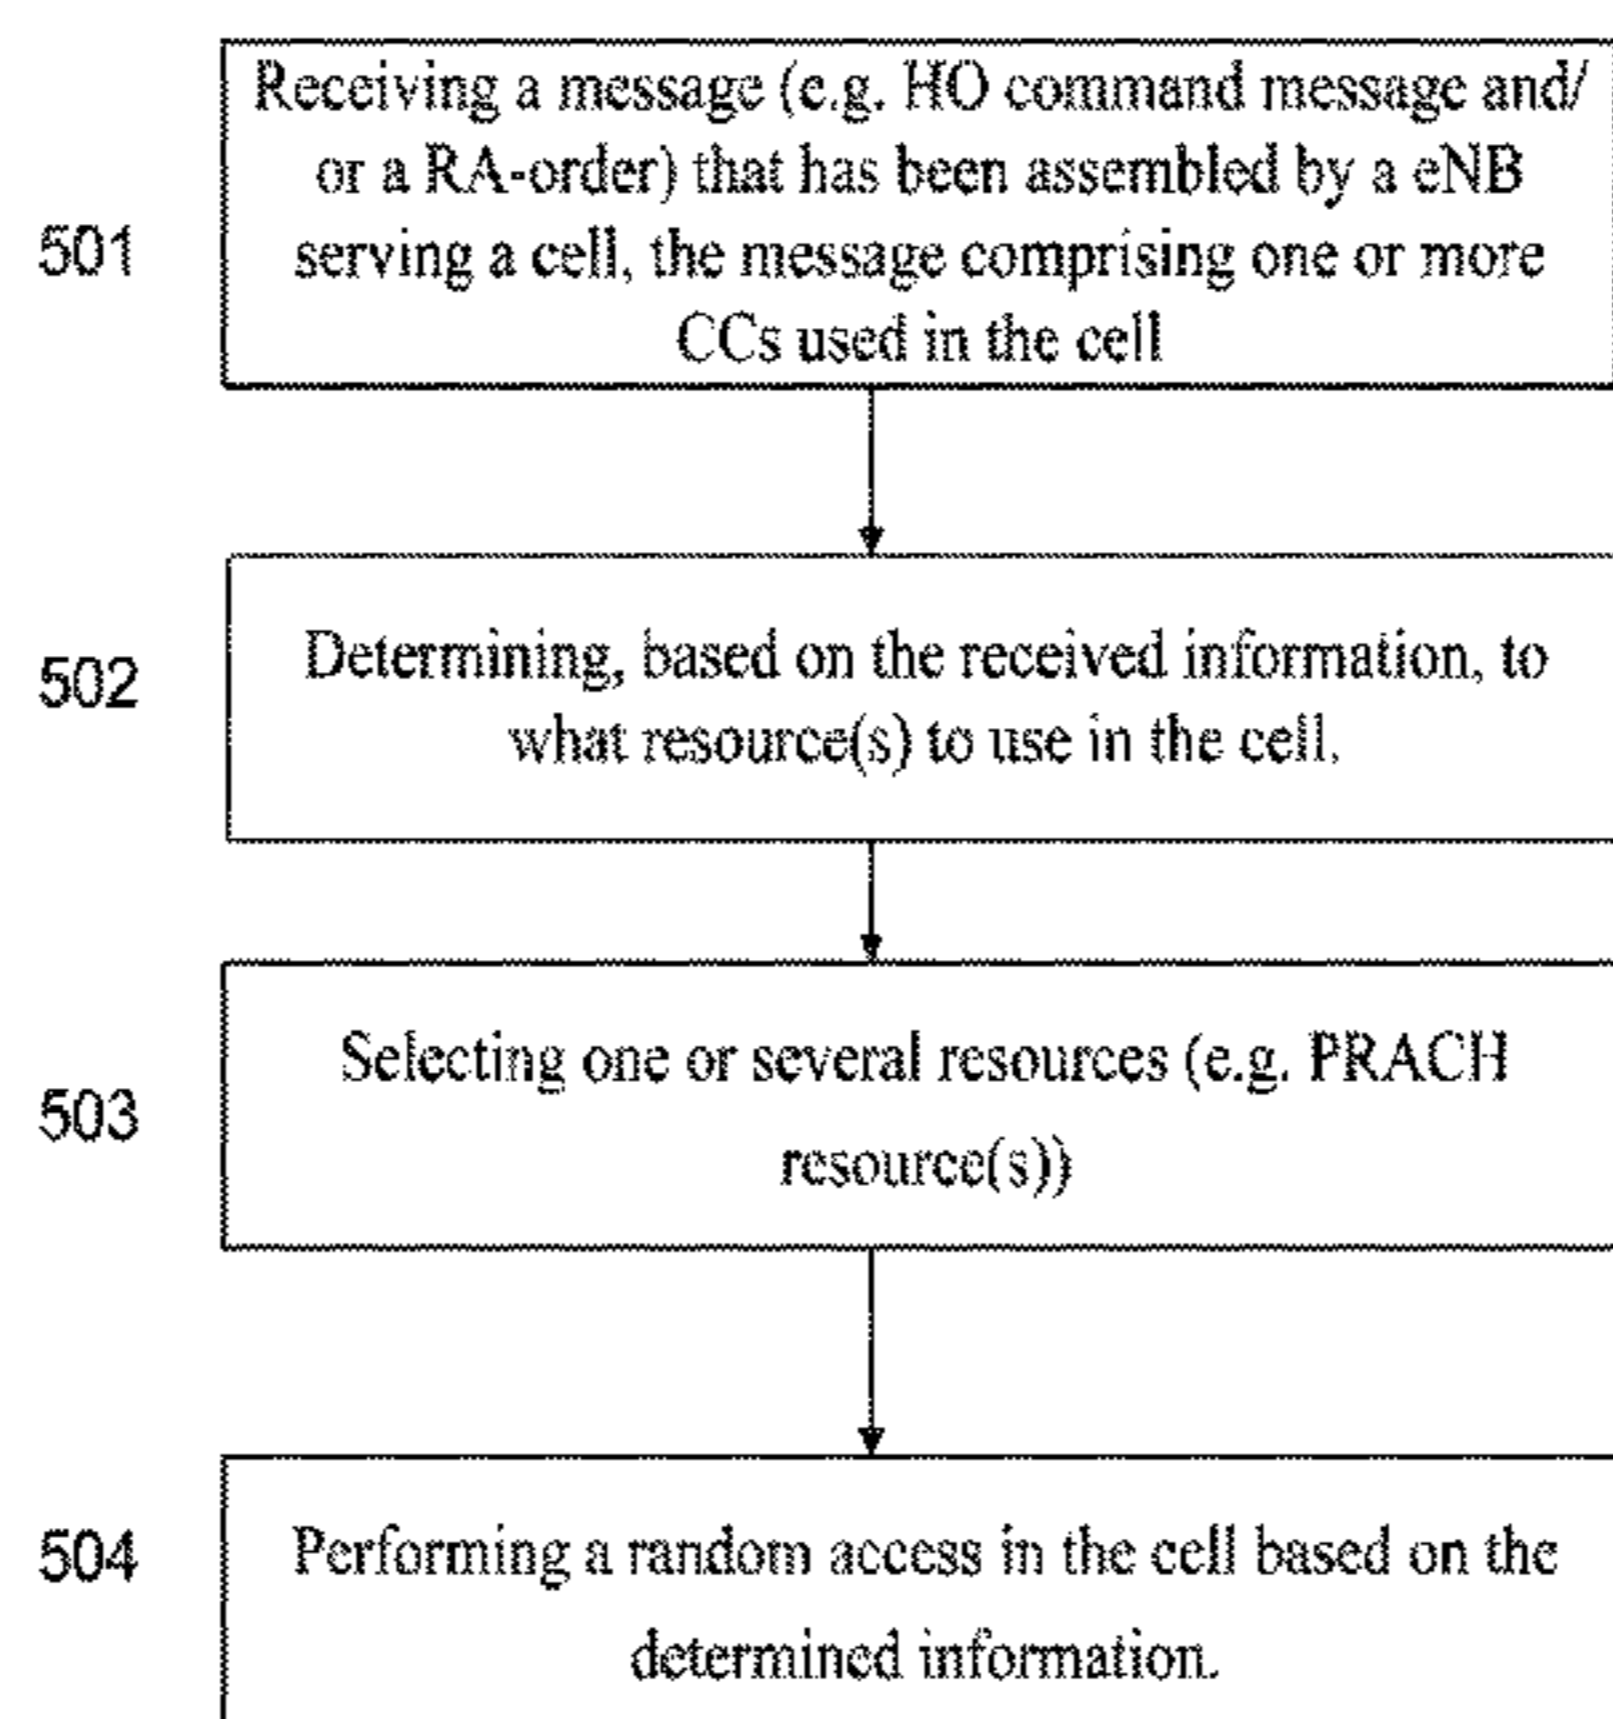 Receiving a message (e.g. HO command message and/
or a RA-order) that has been assembled by a eNB
501
serving a cell, the message comprising one or more
CCs used in the cell
Determining, based on the received information, to
502
what resource(s) to use in the cell.
Selecting one or several resources (e.g. PRACH
503
resource(s))
504
Performing a random access in the cell based on the
determined information.